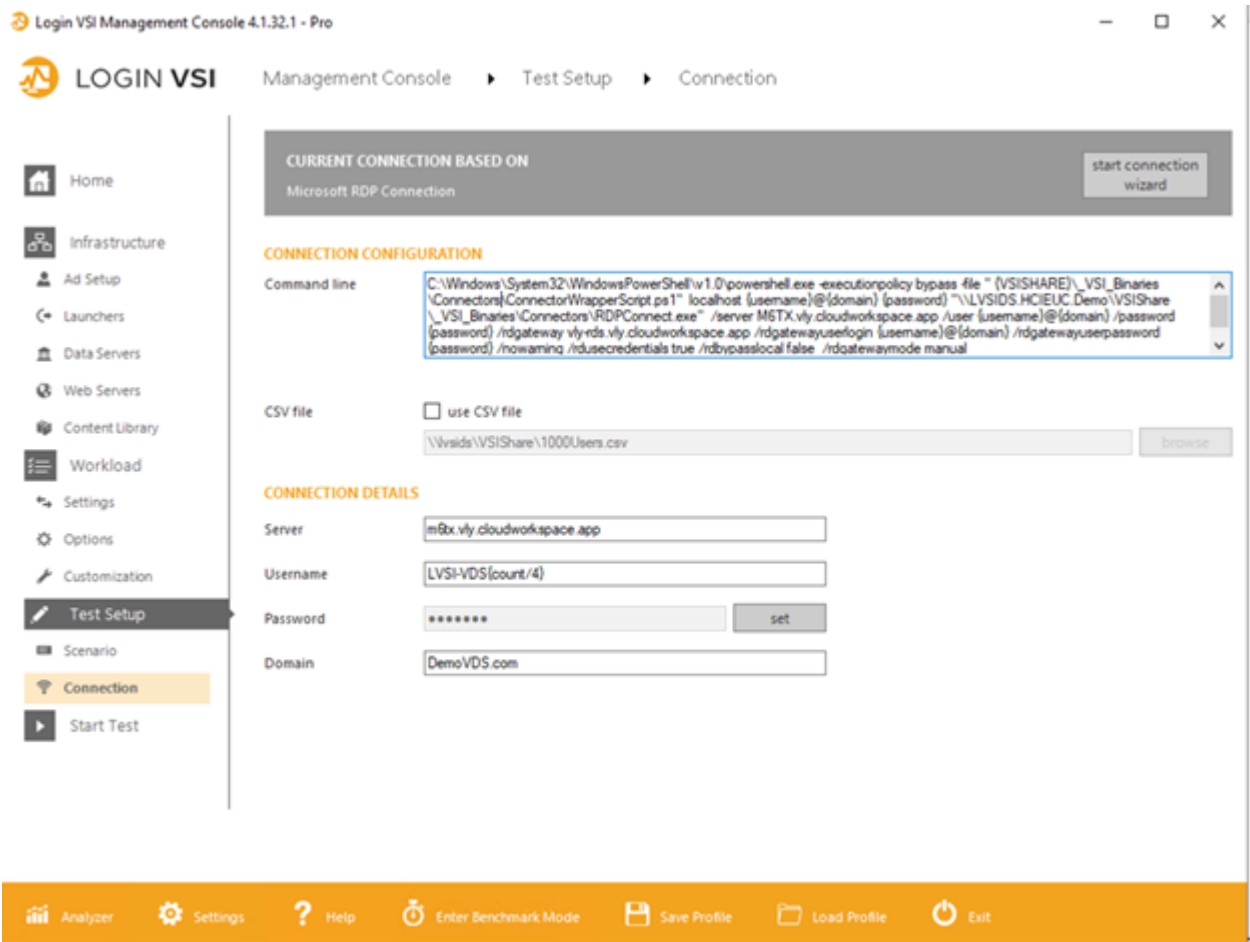 Login VSI Management Console 4.1.32.1 - Pro
LOGIN VSI
Management Console
Test Setup
Connection
Home
Infrastructure
Ad Setup
Launchers
Data Servers
Web Servers
Content Library
Workload
Settings
Options
Customization
Test Setup
Scenario
Connection
Start Test
CURRENT CONNECTION BASED ON
Microsoft RDP Connection
start connection
wizard
CONNECTION CONFIGURATION
Command line
C:\Windows\System32\WindowsPowerShell\v1.0\powershell.exe -executionpolicy bypass -file " {VSISHARE}\_VSI_Binaries
\Connectors\ConnectorWrapperScript.ps1" localhost {username}@{domain} {password} "\\LVSIDS.HCIEUC.Demo\VSIShare
\_VSI_Binaries\Connectors\RDPConnect.exe" /server M6TX.vly.cloudworkspace.app /user {username}@{domain} /password
{password} /rdgateway vly-rds.vly.cloudworkspace.app /rdgatewayuserlogin {username}@{domain} /rdgatewayuserpassword
{password} /nowarning /rdusecredentials true /rdbypasslocal false /rdgatewaymode manual
CSV file
use CSV file
\\lvsids\VSIShare\1000Users.csv
browse
CONNECTION DETAILS
Server
m6tx.vly.cloudworkspace.app
Username
LVSI-VDS{count/4}
Password
•••••••
set
Domain
DemoVDS.com
Analyzer
Settings
Help
Enter Benchmark Mode
Save Profile
Load Profile
Exit